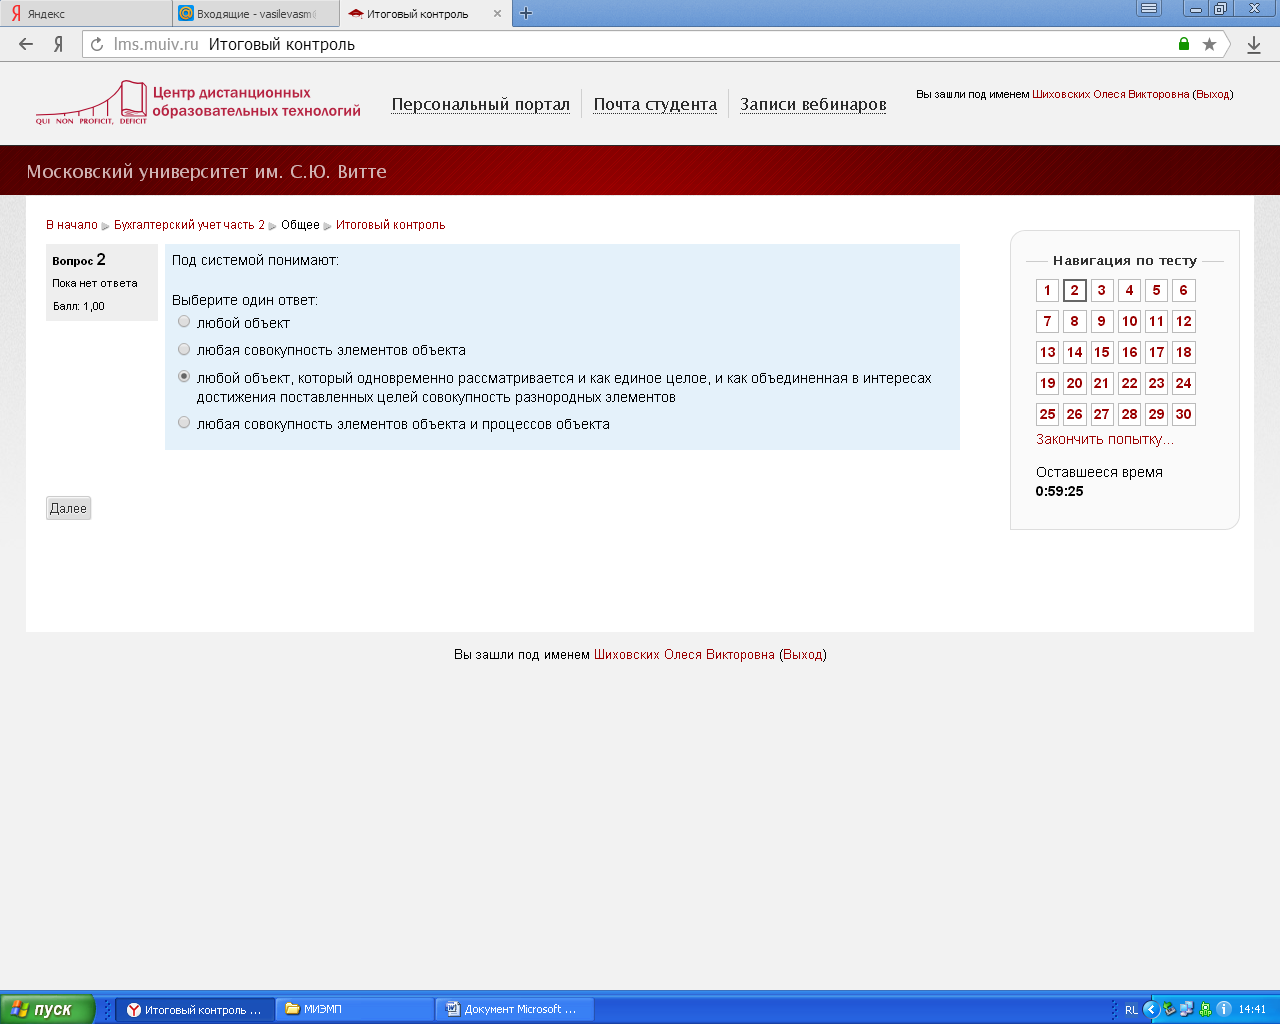 Яндекс
Входящие - vasilevasm
Итоговый контроль
Я
lms.muiv.ru Итоговый контроль
Центр дистанционных
образовательных технологий
QUI NON PROFICIT, DEFICIT
Персональный портал
Почта студента
Записи вебинаров
Вы зашли под именем Шиховских Олеся Викторовна (Выход)
Московский университет им. С.Ю. Витте
В начало
Бухгалтерский учет часть 2
Общее
Итоговый контроль
Вопрос 2
Пока нет ответа
Балл: 1,00
Под системой понимают:
Выберите один ответ:
любой объект
любая совокупность элементов объекта
любой объект, который одновременно рассматривается и как единое целое, и как объединенная в интересах
достижения поставленных целей совокупность разнородных элементов
любая совокупность элементов объекта и процессов объекта
Далее
Навигация по тесту
1 2 3 4 5 6
7 8 9 10 11 12
13 14 15 16 17 18
19 20 21 22 23 24
25 26 27 28 29 30
Закончить попытку...
Оставшееся время
0:59:25
Вы зашли под именем Шиховских Олеся Викторовна (Выход)
пуск
Итоговый контроль ...
МИЭМП
Документ Microsoft ...
RL
14:41